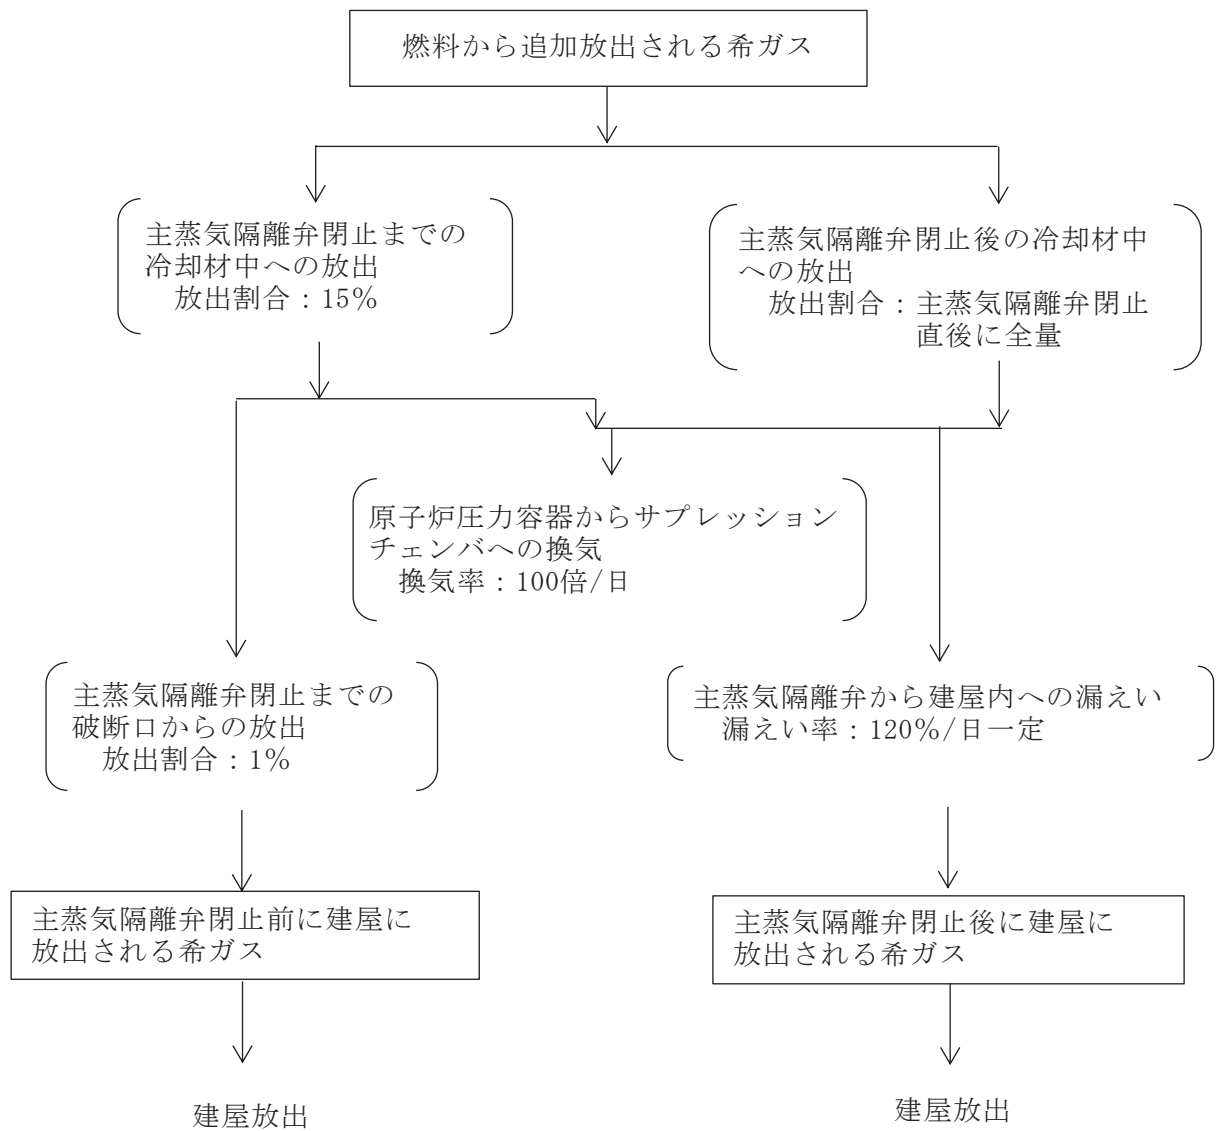 燃料から追加放出される希ガス
主蒸気隔離弁閉止までの
冷却材中への放出
放出割合：15％
主蒸気隔離弁閉止後の冷却材中
への放出
放出割合：主蒸気隔離弁閉止
直後に全量
原子炉圧力容器からサプレッション
チェンバへの換気
換気率：100倍/日
主蒸気隔離弁閉止までの
破断口からの放出
放出割合：1％
主蒸気隔離弁から建屋内への漏えい
漏えい率：120％/日一定
主蒸気隔離弁閉止前に建屋に
放出される希ガス
主蒸気隔離弁閉止後に建屋に
放出される希ガス
建屋放出
建屋放出